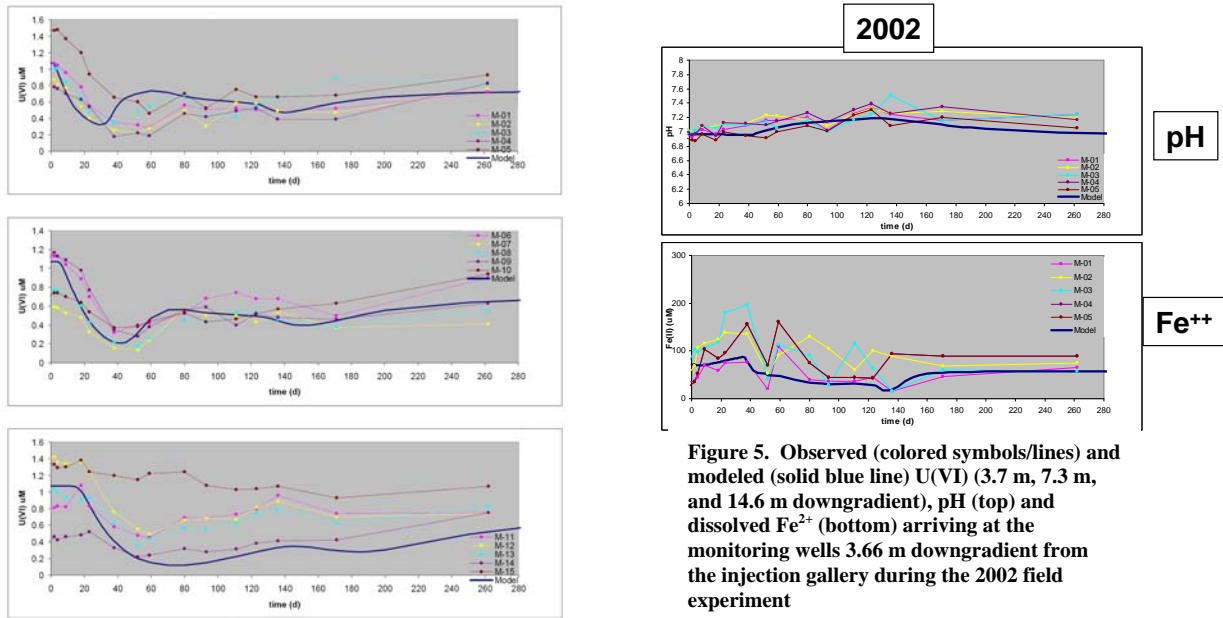 1.6
1.4
1.2
1
0.8
0.6
0.4
0.2
0
U(VI) uM
M-01
M-02
M-03
M-04
M-05
Model
0 20 40 60 80 100 120 140 160 180 200 220 240 260 280
time (d)
1.6
1.4
1.2
1
0.8
0.6
0.4
0.2
0
U(VI) uM
M-06
M-07
M-08
M-09
M-10
Model
0 20 40 60 80 100 120 140 160 180 200 220 240 260 280
time (d)
1.6
1.4
1.2
1
0.8
0.6
0.4
0.2
0
U(VI) uM
M-11
M-12
M-13
M-14
M-15
Model
0 20 40 60 80 100 120 140 160 180 200 220 240 260 280
time (d)
2002
8
7.8
7.6
7.4
7.2
7
6.8
6.6
6.4
6.2
6
pH
M-01
M-02
M-03
M-04
M-05
Model
0 20 40 60 80 100 120 140 160 180 200 220 240 260 280
time (d)
pH
300
200
100
0
Fe(II) (uM)
M-01
M-02
M-03
M-04
M-05
Model
0 20 40 60 80 100 120 140 160 180 200 220 240 260 280
time (d)
Fe++
Figure 5. Observed (colored symbols/lines) and
modeled (solid blue line) U(VI) (3.7 m, 7.3 m,
and 14.6 m downgradient), pH (top) and
dissolved Fe2+ (bottom) arriving at the
monitoring wells 3.66 m downgradient from
the injection gallery during the 2002 field
experiment